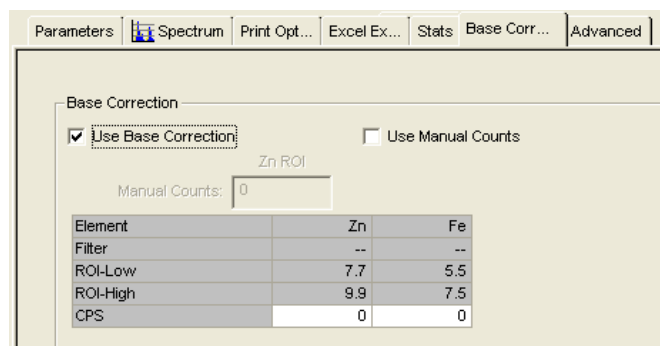 Parameters Spectrum Print Opt... Excel Ex... Stats Base Corr... Advanced
Base Correction
Use Base Correction Use Manual Counts
Zn ROI
Manual Counts: 0
Element Zn Fe
Filter -- --
ROI-Low 7.7 5.5
ROI-High 9.9 7.5
CPS 0 0